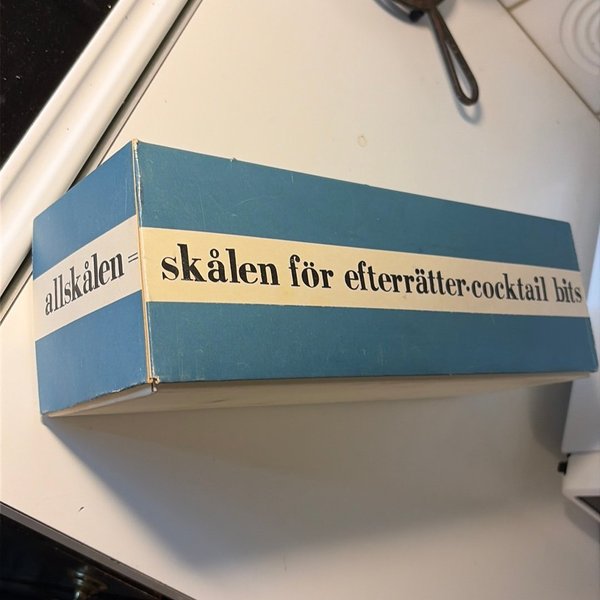 allskålen=
skålen för efterrätter·cocktail bits